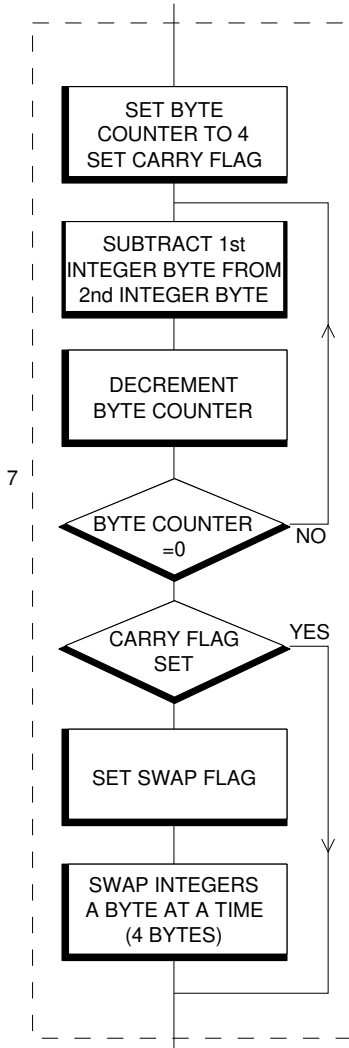 SET BYTE
COUNTER TO 4
SET CARRY FLAG
SUBTRACT 1st
INTEGER BYTE FROM
2nd INTEGER BYTE
DECREMENT
BYTE COUNTER
7
BYTE COUNTER
=0
NO
CARRY FLAG
SET
YES
SET SWAP FLAG
SWAP INTEGERS
A BYTE AT A TIME
(4 BYTES)